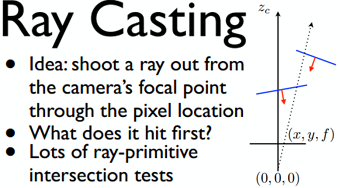 Ray Casting
• Idea: shoot a ray out from
the camera's focal point
through the pixel location
• What does it hit first?
• Lots of ray-primitive
intersection tests
z_c
(x, y, f)
(0, 0, 0)